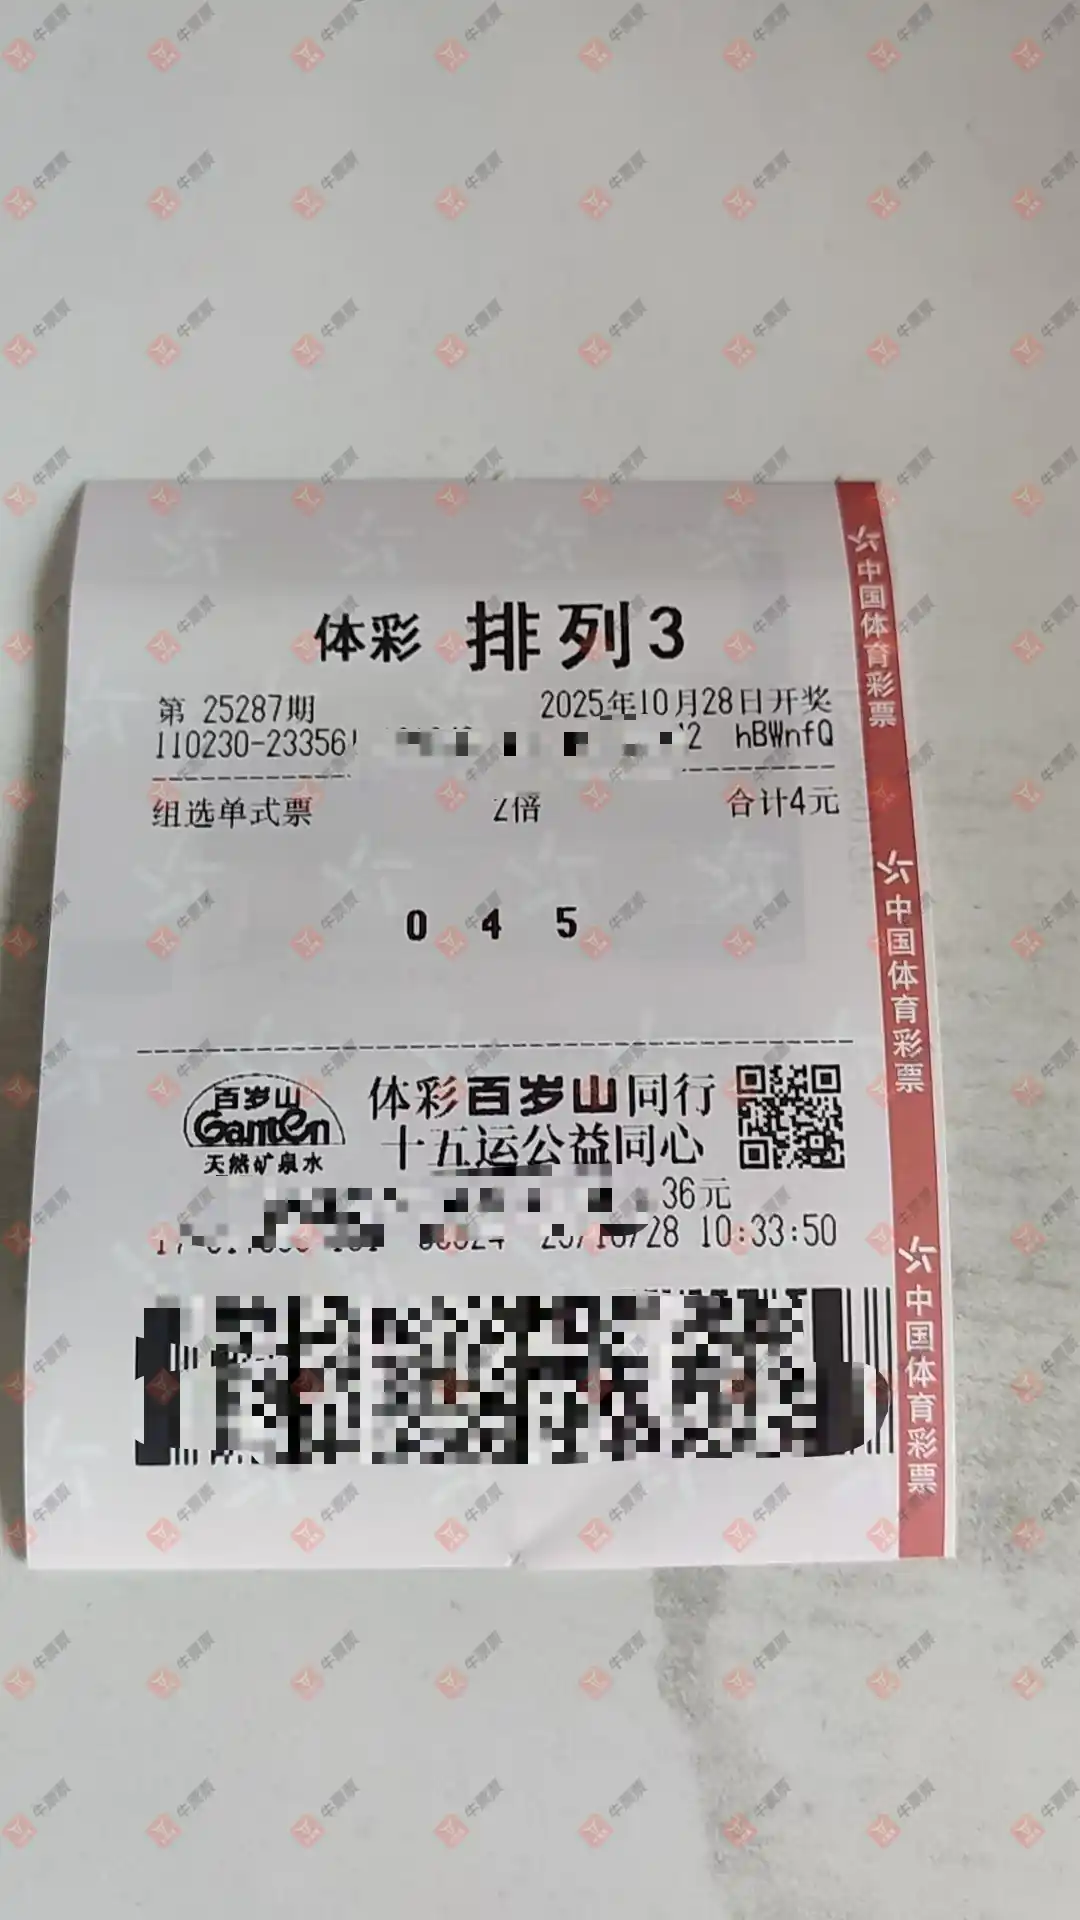 体彩 排列3
第 25287期 2025年10月28日开奖
110230-23356 2 hBWnfQ
组选单式票 2倍 合计4元
0 4 5
百岁山
Ganten
天然矿泉水
体彩百岁山同行
十五运公益同心
36元
/28 10:33:50
中国体育彩票
中国体育彩票
中国体育彩票
牛票票